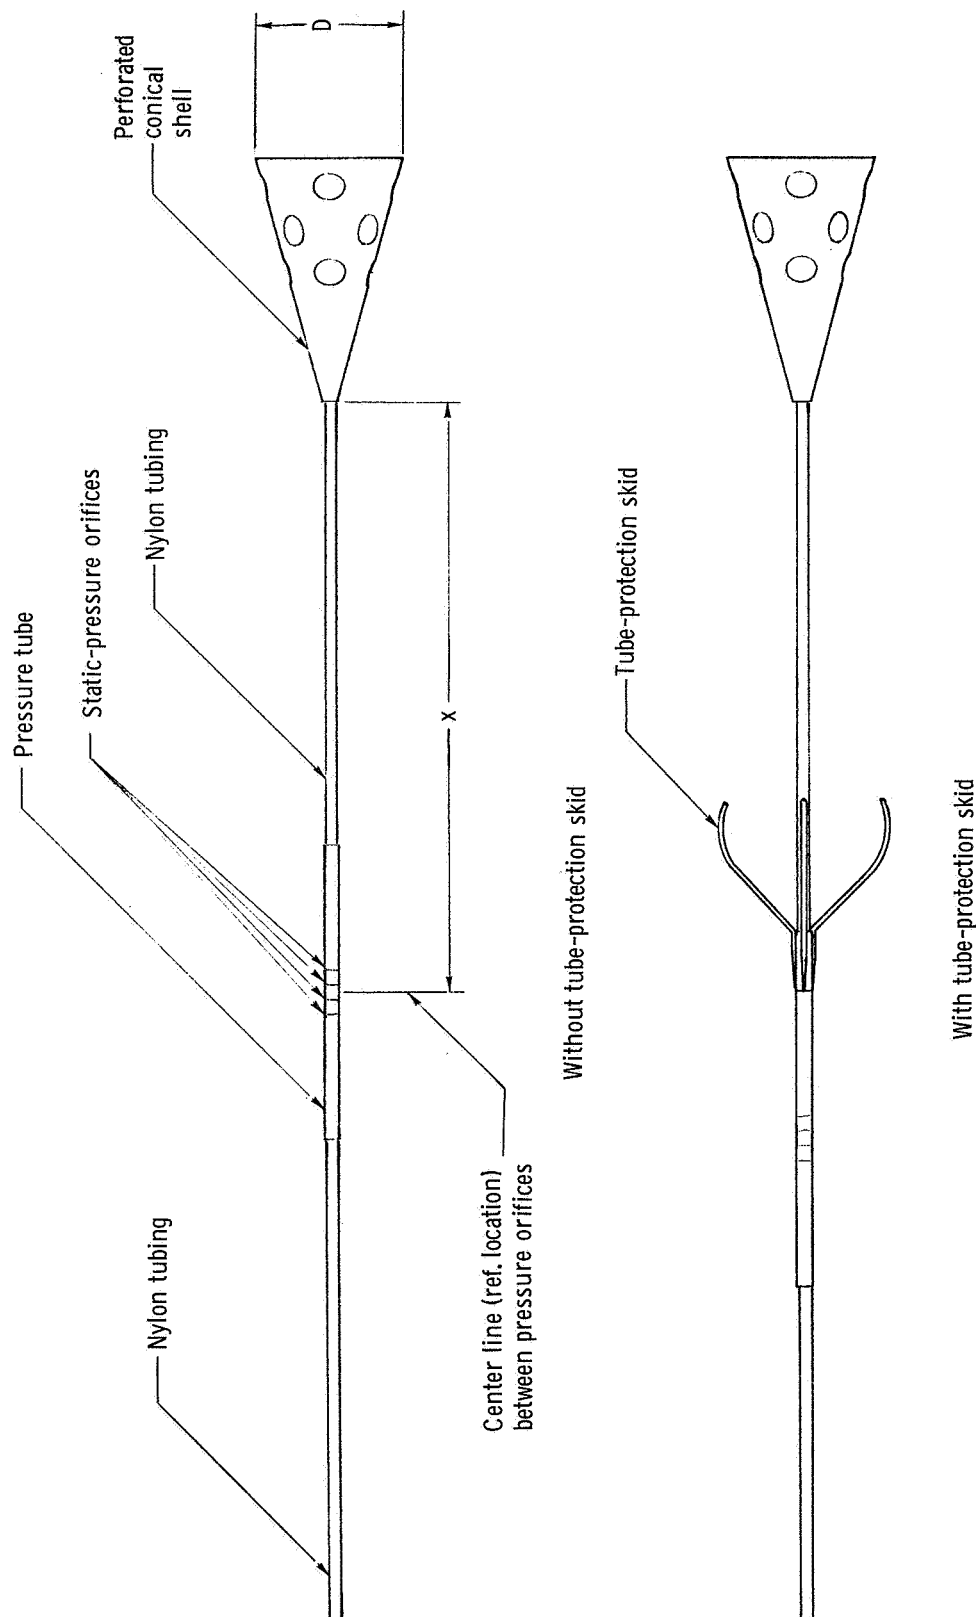 Perforated
conical
shell
D
Pressure tube
Static-pressure orifices
Nylon tubing
Nylon tubing
X
Center line (ref. location)
between pressure orifices
Without tube-protection skid
Tube-protection skid
With tube-protection skid